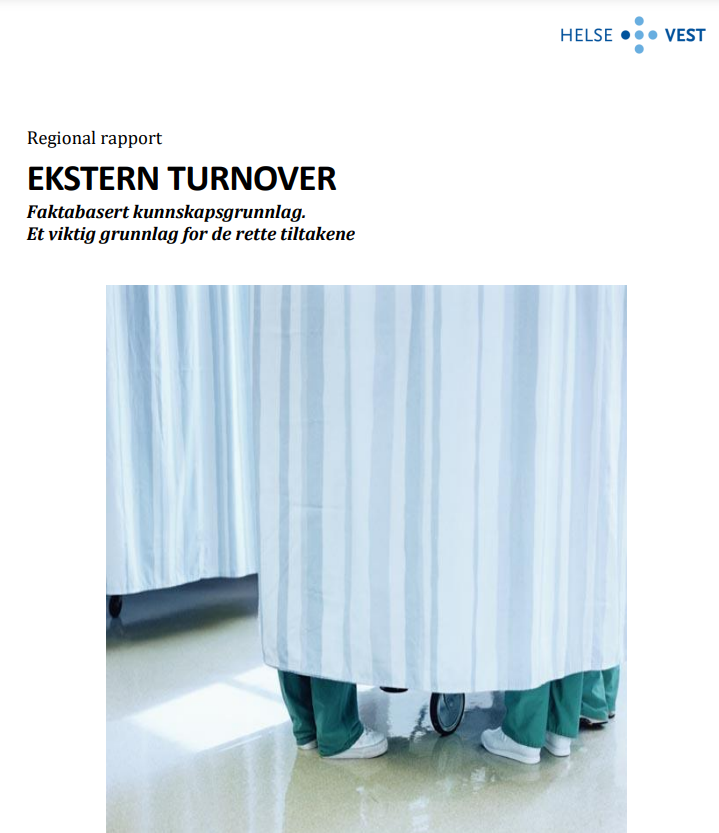 HELSE VEST
Regional rapport
EKSTERN TURNOVER
Faktabasert kunnskapsgrunnlag.
Et viktig grunnlag for de rette tiltakene